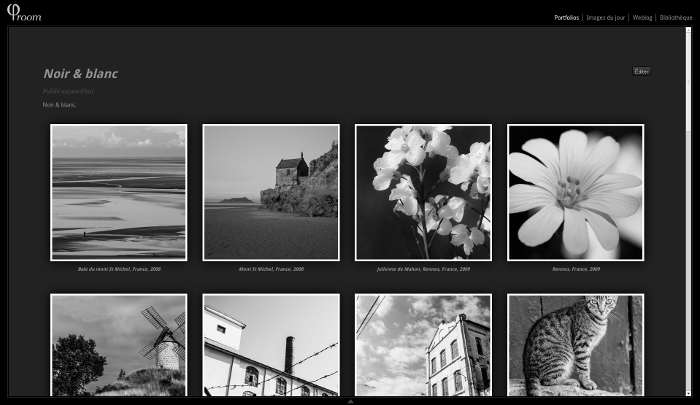 φroom
Portfolios | Images du jour | Weblog | Bibliothèque
Noir & blanc
Editer
Publié aujourd'hui
Noir & blanc.
Baie du mont St Michel, France, 2008
Mont St Michel, France, 2008
Julienne de Mahon, Rennes, France, 2009
Rennes, France, 2009